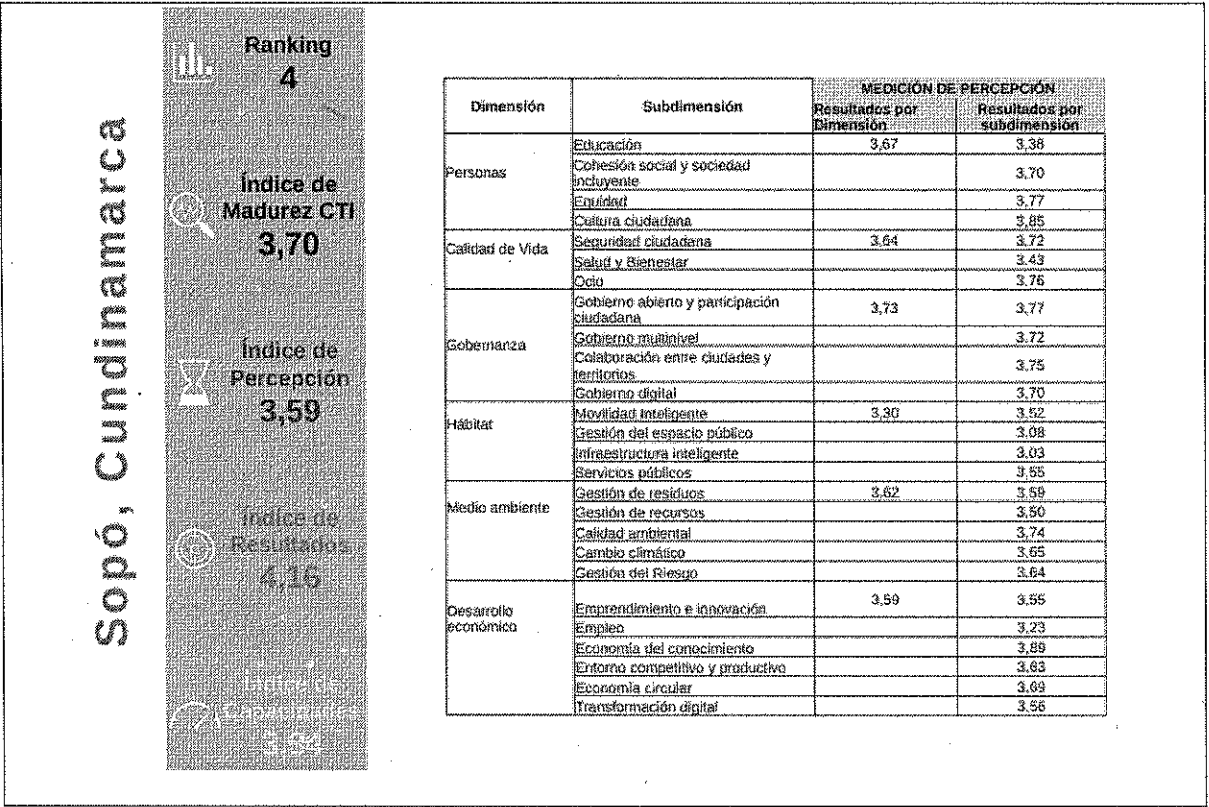 Sopó, Cundinamarca
Ranking
4
Índice de
Madurez CTI
3,70
Índice de
Percepción
3,59
Índice de
Resultados
4,16
Dimensión Subdimensión MEDICIÓN DE PERCEPCIÓN
Resultados por Dimensión Resultados por subdimensión
Personas Educación 3,67 3,38
Cohesión social y sociedad incluyente 3,70
Equidad 3,77
Cultura ciudadana 3,85
Calidad de Vida Seguridad ciudadana 3,64 3,72
Salud y Bienestar 3.43
Ocio 3.76
Gobernanza Gobierno abierto y participación ciudadana 3,73 3,77
Gobierno multinivel 3.72
Colaboración entre ciudades y territorios 3,75
Gobierno digital 3,70
Hábitat Movilidad Inteligente 3,30 3,52
Gestión del espacio público 3,08
Infraestructura inteligente 3,03
Servicios públicos 3,55
Medio ambiente Gestión de residuos 3,62 3,59
Gestión de recursos 3,50
Calidad ambiental 3,74
Cambio climático 3,65
Gestión del Riesgo 3,64
Desarrollo económico Emprendimiento e innovación 3,59 3,55
Empleo 3,23
Economía del conocimiento
Entorno competitivo y productivo 3,63
Economía circular 3,69
Transformación digital 3,56